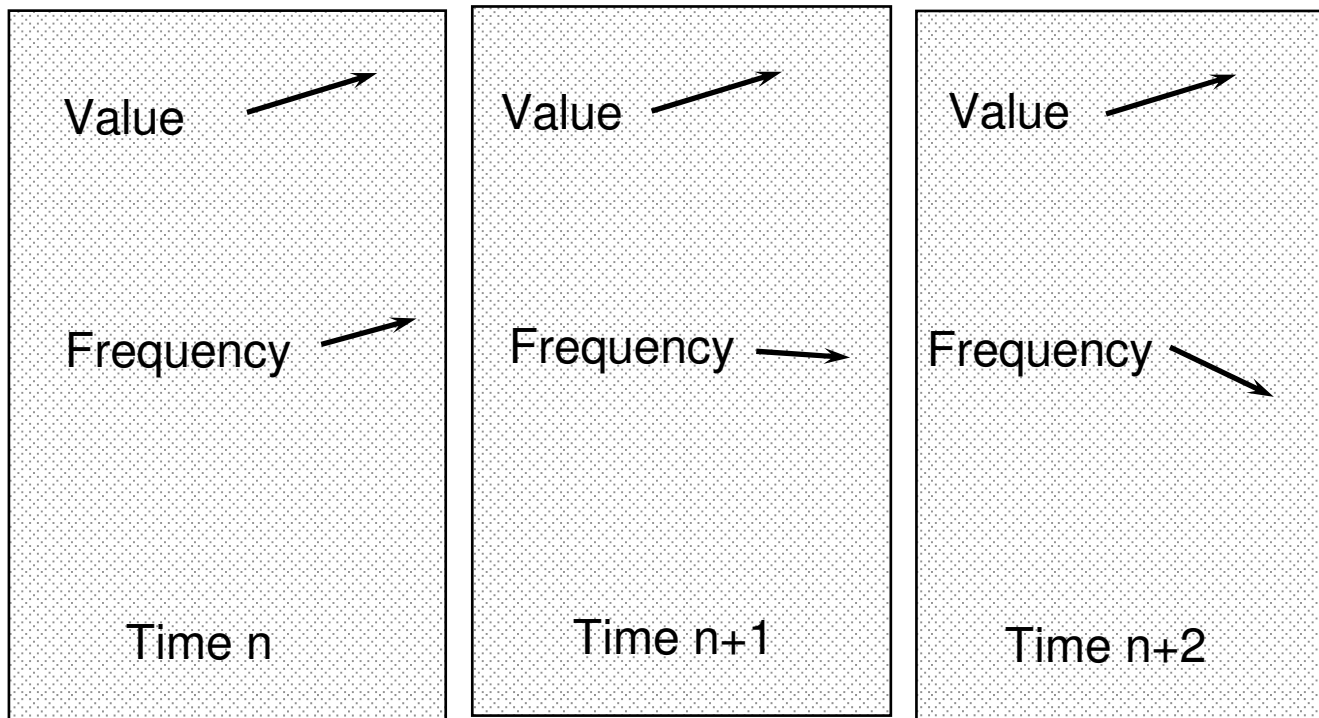 Value
Frequency
Time n
Value
Frequency
Time n+1
Value
Frequency
Time n+2